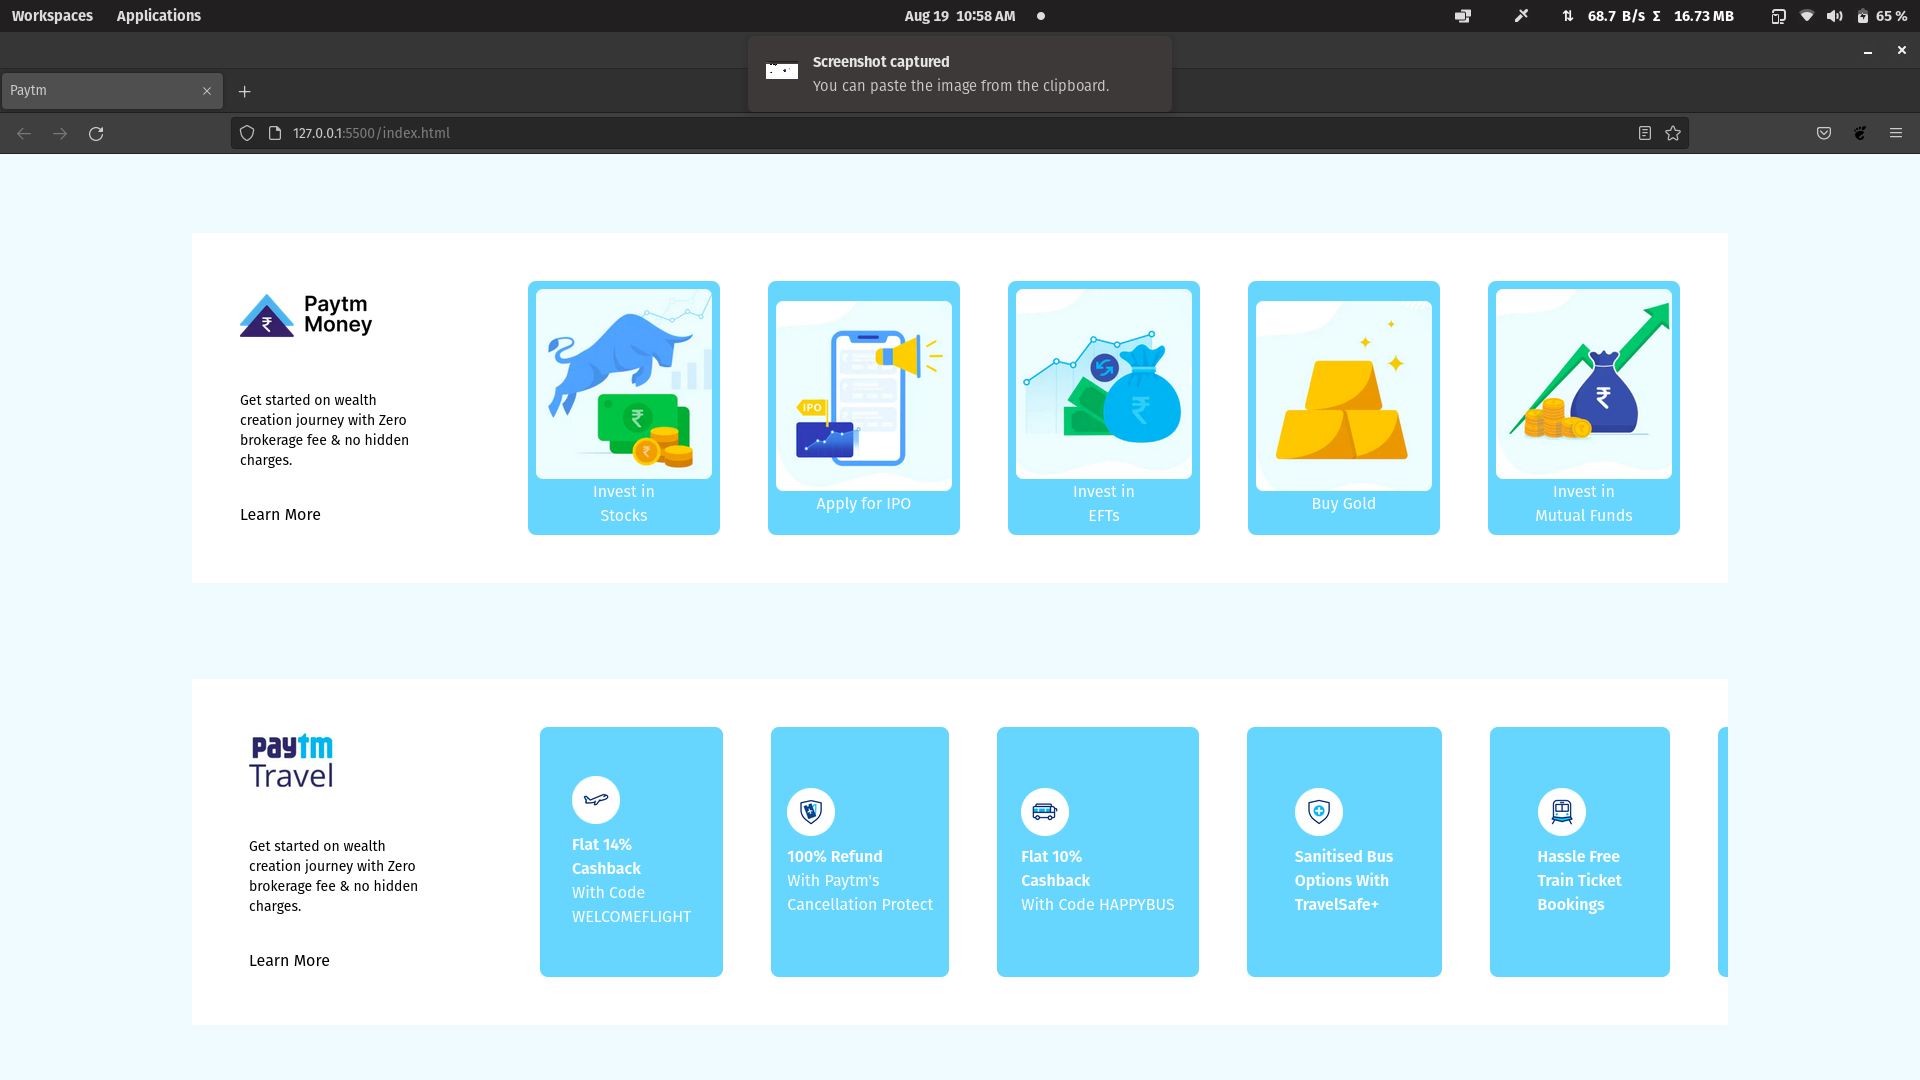 Workspaces Applications Aug 19 10:58 AM 68.7 B/s Σ 16.73 MB 65 %
Screenshot captured
You can paste the image from the clipboard.
Paytm
127.0.0.1:5500/index.html
Paytm
Money
Get started on wealth
creation journey with Zero
brokerage fee & no hidden
charges.
Learn More
Invest in
Stocks
IPO
Apply for IPO
Invest in
EFTs
Buy Gold
Invest in
Mutual Funds
paytm
Travel
Get started on wealth
creation journey with Zero
brokerage fee & no hidden
charges.
Learn More
Flat 14%
Cashback
With Code
WELCOMEFLIGHT
100% Refund
With Paytm's
Cancellation Protect
Flat 10%
Cashback
With Code HAPPYBUS
Sanitised Bus
Options With
TravelSafe+
Hassle Free
Train Ticket
Bookings